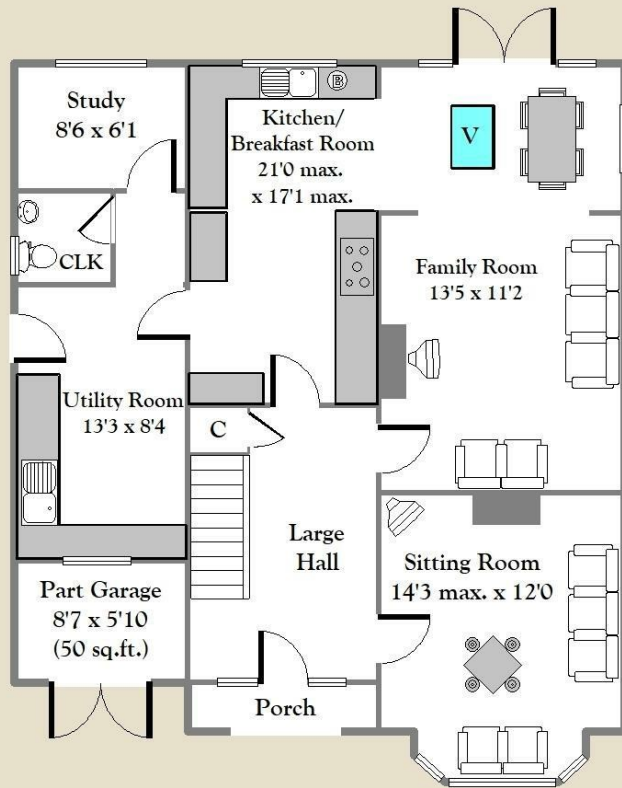 Study
8'6 x 6'1
Kitchen/
Breakfast Room
21'0 max.
x 17'1 max.
B
V
CLK
Family Room
13'5 x 11'2
Utility Room
13'3 x 8'4
C
Large
Hall
Sitting Room
14'3 max. x 12'0
Part Garage
8'7 x 5'10
(50 sq.ft.)
Porch